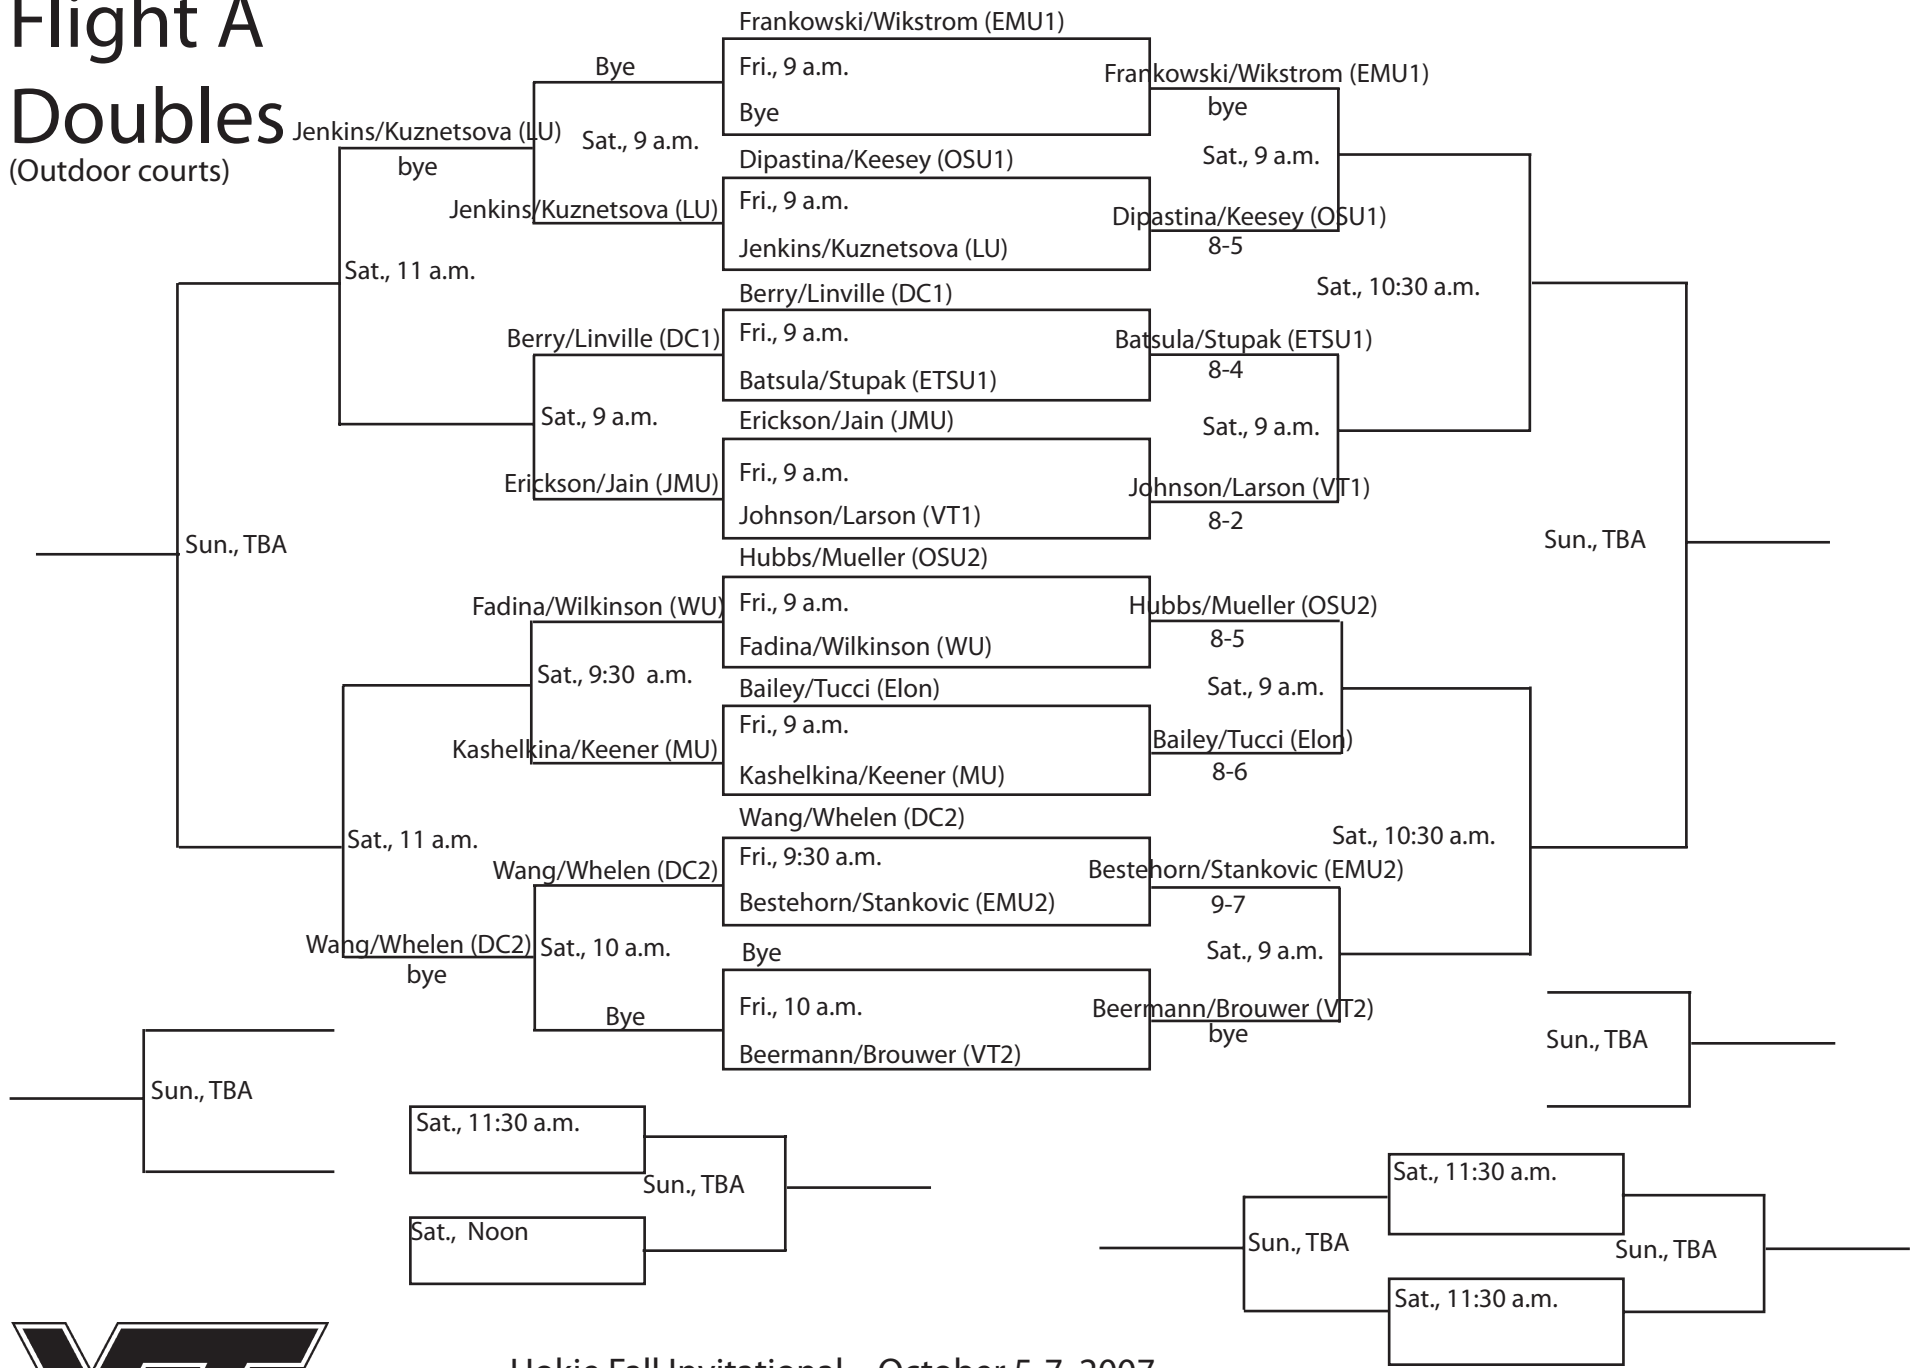 Flight A
Doubles
(Outdoor courts)
Frankowski/Wikstrom (EMU1)
Fri., 9 a.m.
Bye
Dipastina/Keesey (OSU1)
Fri., 9 a.m.
Jenkins/Kuznetsova (LU)
Berry/Linville (DC1)
Fri., 9 a.m.
Batsula/Stupak (ETSU1)
Erickson/Jain (JMU)
Fri., 9 a.m.
Johnson/Larson (VT1)
Hubbs/Mueller (OSU2)
Fri., 9 a.m.
Fadina/Wilkinson (WU)
Bailey/Tucci (Elon)
Fri., 9 a.m.
Kashelkina/Keener (MU)
Wang/Whelen (DC2)
Fri., 9:30 a.m.
Bestehorn/Stankovic (EMU2)
Bye
Fri., 10 a.m.
Beermann/Brouwer (VT2)
Bye
Sat., 9 a.m.
Jenkins/Kuznetsova (LU)
Berry/Linville (DC1)
Sat., 9 a.m.
Erickson/Jain (JMU)
Fadina/Wilkinson (WU)
Sat., 9:30 a.m.
Kashelkina/Keener (MU)
Wang/Whelen (DC2)
Sat., 10 a.m.
Bye
Jenkins/Kuznetsova (LU)
bye
Sat., 11 a.m.
Sat., 11 a.m.
Wang/Whelen (DC2)
bye
Sun., TBA
Frankowski/Wikstrom (EMU1)
bye
Sat., 9 a.m.
Dipastina/Keesey (OSU1)
8-5
Batsula/Stupak (ETSU1)
8-4
Sat., 9 a.m.
Johnson/Larson (VT1)
8-2
Hubbs/Mueller (OSU2)
8-5
Sat., 9 a.m.
Bailey/Tucci (Elon)
8-6
Bestehorn/Stankovic (EMU2)
9-7
Sat., 9 a.m.
Beermann/Brouwer (VT2)
bye
Sat., 10:30 a.m.
Sat., 10:30 a.m.
Sun., TBA
Sun., TBA
Sun., TBA
Sat., 11:30 a.m.
Sun., TBA
Sat., Noon
Sat., 11:30 a.m.
Sun., TBA
Sun., TBA
Sat., 11:30 a.m.
Hokie Fall Invitational - October 5-7, 2007